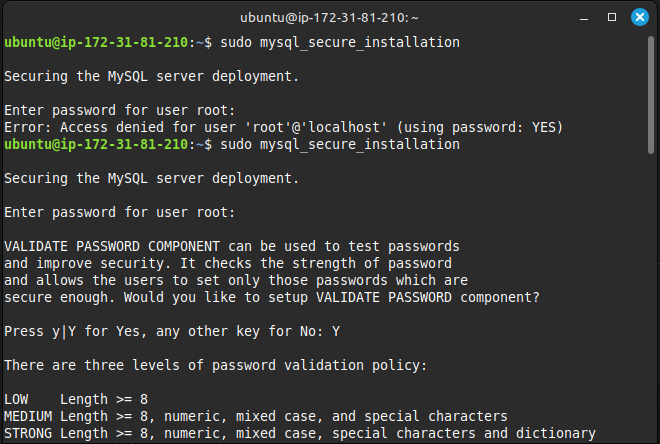 ubuntu@ip-172-31-81-210: ~
ubuntu@ip-172-31-81-210:~$ sudo mysql_secure_installation
Securing the MySQL server deployment.
Enter password for user root:
Error: Access denied for user 'root'@'localhost' (using password: YES)
ubuntu@ip-172-31-81-210:~$ sudo mysql_secure_installation
Securing the MySQL server deployment.
Enter password for user root:
VALIDATE PASSWORD COMPONENT can be used to test passwords
and improve security. It checks the strength of password
and allows the users to set only those passwords which are
secure enough. Would you like to setup VALIDATE PASSWORD component?
Press y|Y for Yes, any other key for No: Y
There are three levels of password validation policy:
LOW    Length >= 8
MEDIUM Length >= 8, numeric, mixed case, and special characters
STRONG Length >= 8, numeric, mixed case, special characters and dictionary